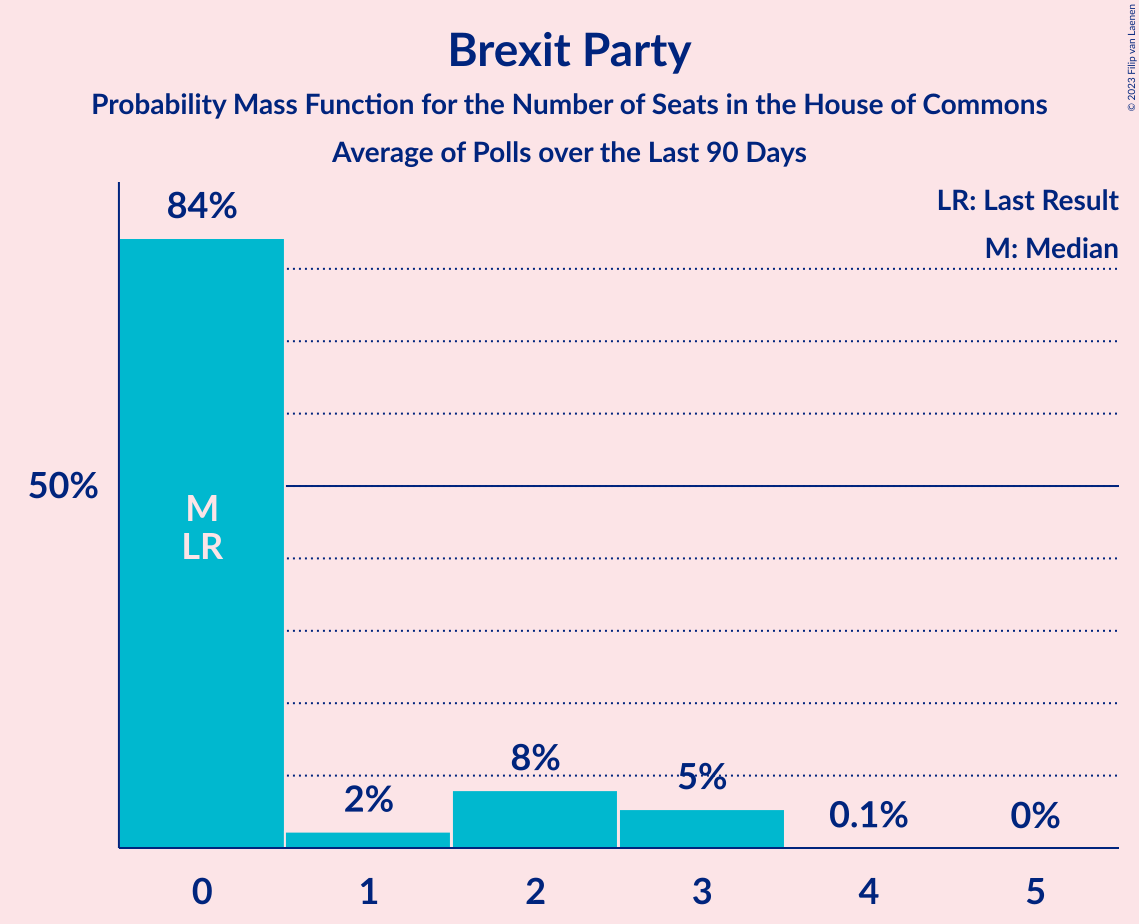 Brexit Party
Probability Mass Function for the Number of Seats in the House of Commons
Average of Polls over the Last 90 Days
© 2023 Filip van Laenen
LR: Last Result
M: Median
84%
50%
M
LR
2%
8%
5%
0.1%
0%
0 1 2 3 4 5